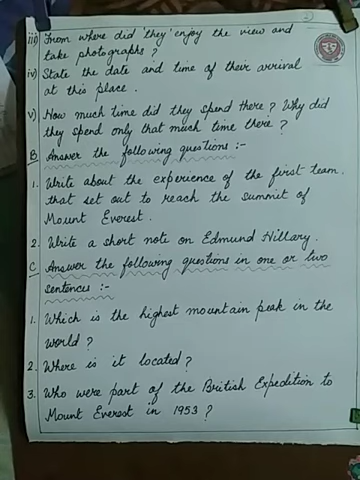 iii) From where did 'they' enjoy the view and
take photographs?
iv) State the date and time of their arrival
at this place.
v) How much time did they spend there? Why did
they spend only that much time there?
B Answer the following questions :-
1. Write about the experience of the first team
that set out to reach the summit of
Mount Everest.
2. Write a short note on Edmund Hillary.
C Answer the following questions in one or two
sentences :-
1. Which is the highest mountain peak in the
world?
2. Where is it located?
3. Who were part of the British Expedition to
Mount Everest in 1953?